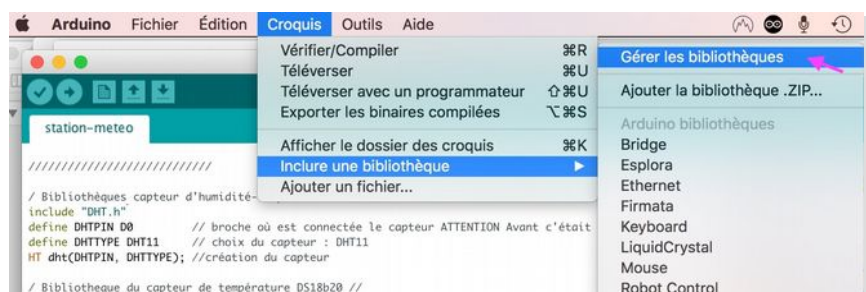 Arduino Fichier Édition Croquis Outils Aide
Vérifier/Compiler ⌘R
Téléverser ⌘U
Téléverser avec un programmateur ⇧⌘U
Exporter les binaires compilées ⌥⌘S
Afficher le dossier des croquis ⌘K
Inclure une bibliothèque
Ajouter un fichier...
Gérer les bibliothèques
Ajouter la bibliothèque .ZIP...
Arduino bibliothèques
Bridge
Esplora
Ethernet
Firmata
Keyboard
LiquidCrystal
Mouse
Robot Control
station-meteo
////////////////////////////
/ Bibliothèques capteur d'humidité-
include "DHT.h"
define DHTPIN D0 // broche où est connectée le capteur ATTENTION Avant c'était
define DHTTYPE DHT11 // choix du capteur : DHT11
HT dht(DHTPIN, DHTTYPE); //création du capteur
/ Bibliotheque du capteur de température DS18b20 //